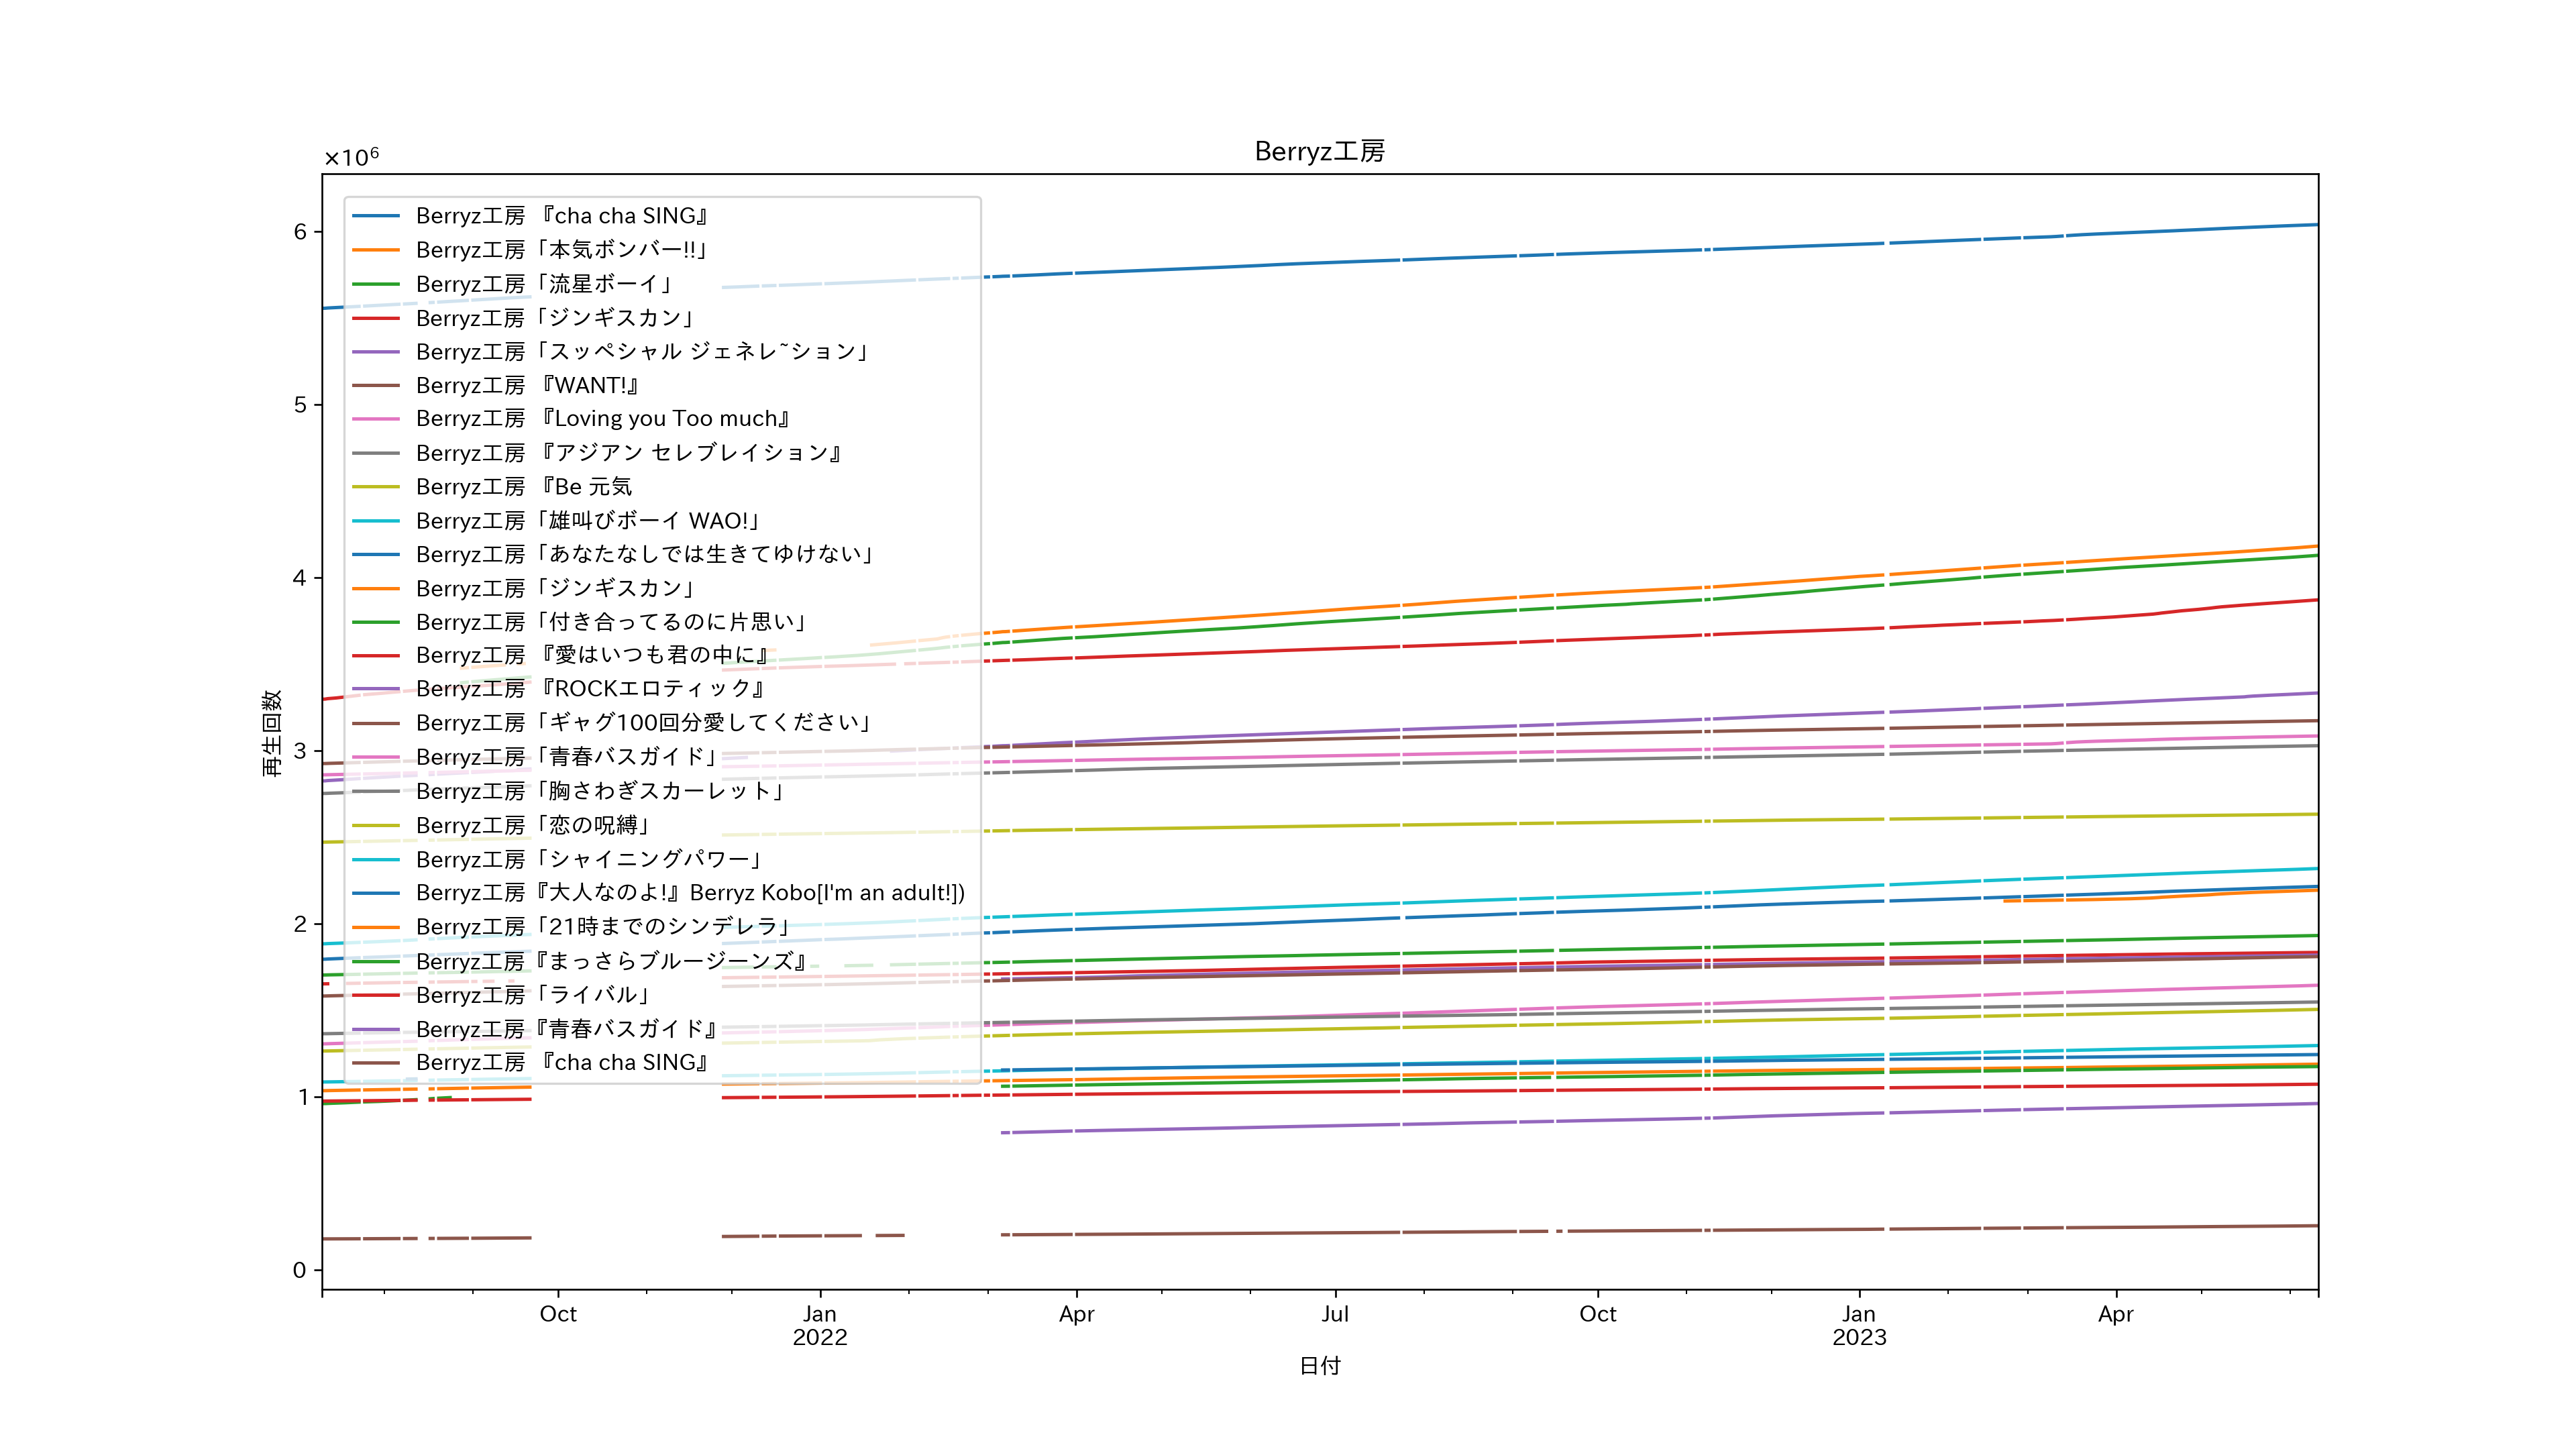 Berryz工房
×10⁶
6
5
4
3
2
1
0
再生回数
Berryz工房 『cha cha SING』
Berryz工房「本気ボンバー!!」
Berryz工房「流星ボーイ」
Berryz工房「ジンギスカン」
Berryz工房「スッペシャル ジェネレ~ション」
Berryz工房 『WANT!』
Berryz工房 『Loving you Too much』
Berryz工房 『アジアン セレブレイション』
Berryz工房 『Be 元気
Berryz工房「雄叫びボーイ WAO!」
Berryz工房「あなたなしでは生きてゆけない」
Berryz工房「ジンギスカン」
Berryz工房「付き合ってるのに片思い」
Berryz工房 『愛はいつも君の中に』
Berryz工房 『ROCKエロティック』
Berryz工房「ギャグ100回分愛してください」
Berryz工房「青春バスガイド」
Berryz工房「胸さわぎスカーレット」
Berryz工房「恋の呪縛」
Berryz工房「シャイニングパワー」
Berryz工房『大人なのよ!』Berryz Kobo[I'm an adult!])
Berryz工房「21時までのシンデレラ」
Berryz工房『まっさらブルージーンズ』
Berryz工房「ライバル」
Berryz工房『青春バスガイド』
Berryz工房 『cha cha SING』
Oct Jan Apr Jul Oct Jan Apr
2022 2023
日付